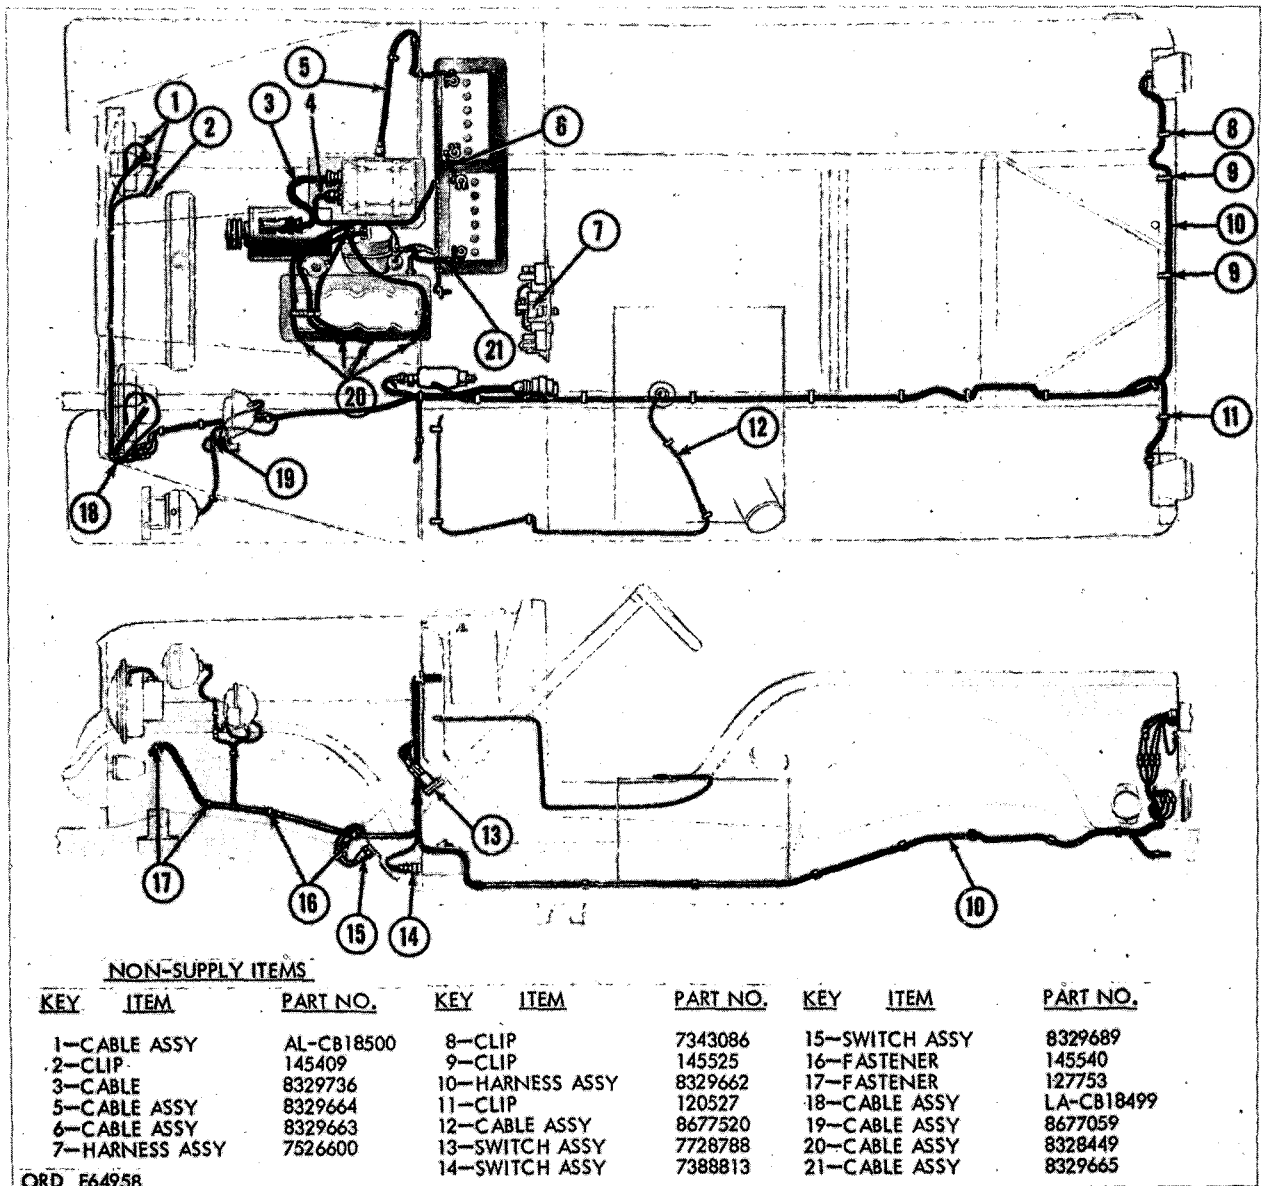 5
3
4
1
2
6
8
9
10
9
7
21
20
11
12
19
18
13
17
16
15
14
10
NON-SUPPLY ITEMS
KEY ITEM PART NO. KEY ITEM PART NO. KEY ITEM PART NO.
1—CABLE ASSY AL-CB18500
2—CLIP 145409
3—CABLE 8329736
5—CABLE ASSY 8329664
6—CABLE ASSY 8329663
7—HARNESS ASSY 7526600
8—CLIP 7343086
9—CLIP 145525
10—HARNESS ASSY 8329662
11—CLIP 120527
12—CABLE ASSY 8677520
13—SWITCH ASSY 7728788
14—SWITCH ASSY 7388813
15—SWITCH ASSY 8329689
16—FASTENER 145540
17—FASTENER 127753
18—CABLE ASSY LA-CB18499
19—CABLE ASSY 8677059
20—CABLE ASSY 8328449
21—CABLE ASSY 8329665
ORD E64958